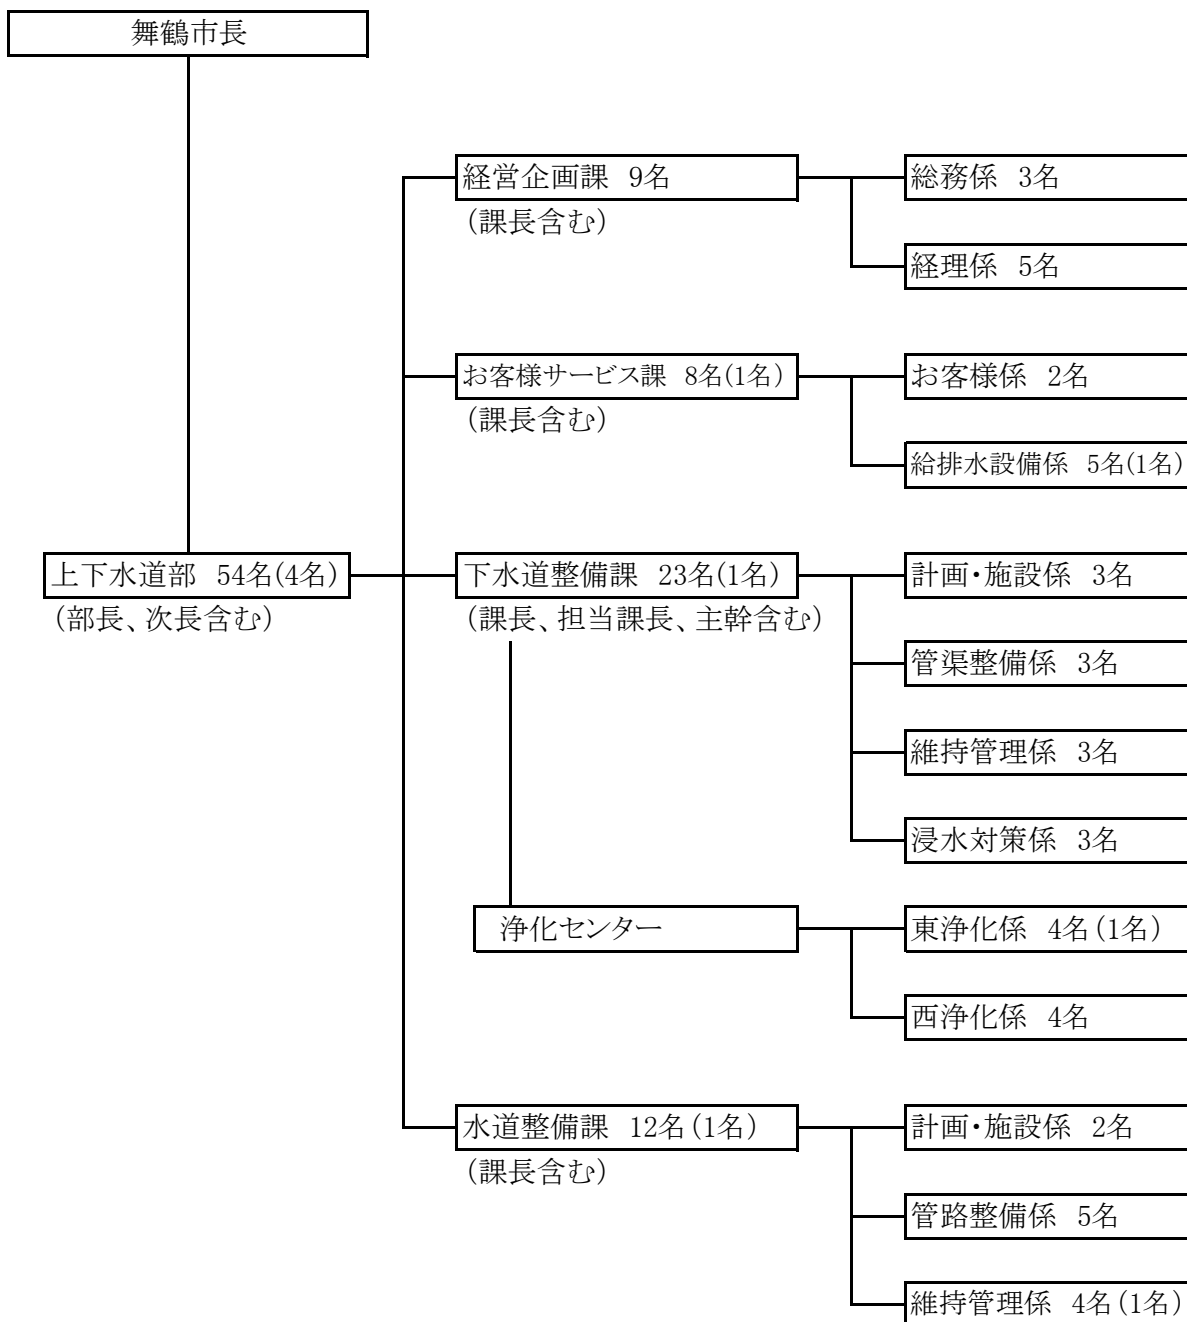 舞鶴市長
経営企画課 9名
(課長含む)
総務係 3名
経理係 5名
お客様サービス課 8名(1名)
(課長含む)
お客様係 2名
給排水設備係 5名(1名)
上下水道部 54名(4名)
(部長、次長含む)
下水道整備課 23名(1名)
(課長、担当課長、主幹含む)
計画・施設係 3名
管渠整備係 3名
維持管理係 3名
浸水対策係 3名
浄化センター
東浄化係 4名(1名)
西浄化係 4名
水道整備課 12名(1名)
(課長含む)
計画・施設係 2名
管路整備係 5名
維持管理係 4名(1名)